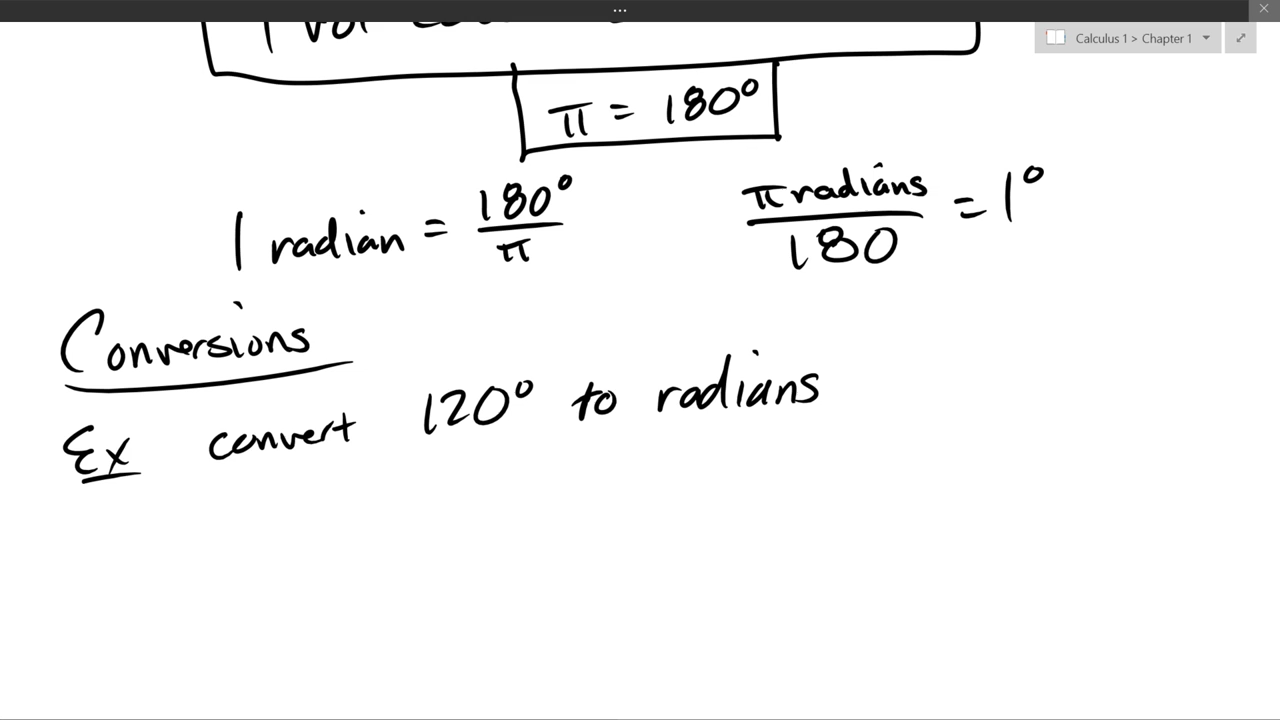 Calculus 1 > Chapter 1
π = 180°
1 radian = 180°/π
π radians/180 = 1°
Conversions
Ex convert 120° to radians